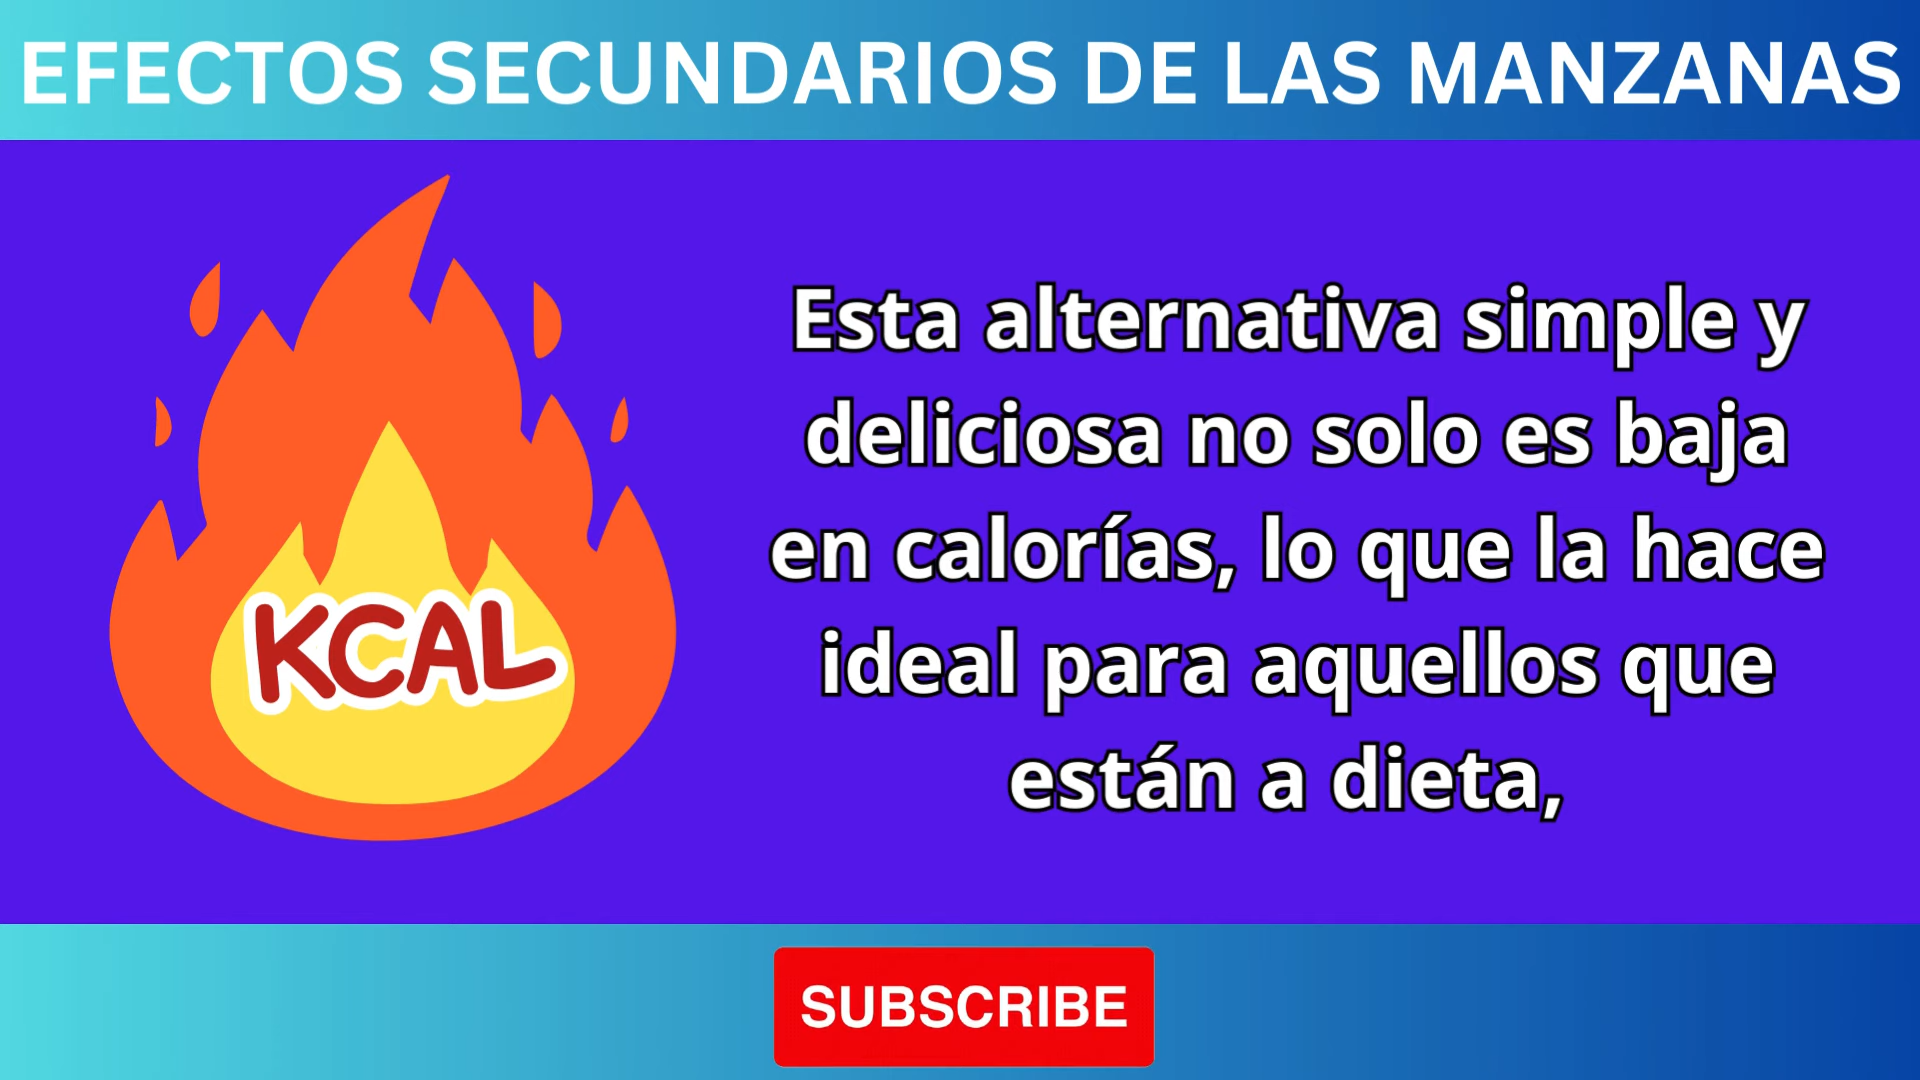 EFECTOS SECUNDARIOS DE LAS MANZANAS
KCAL
Esta alternativa simple y
deliciosa no solo es baja
en calorías, lo que la hace
ideal para aquellos que
están a dieta,
SUBSCRIBE